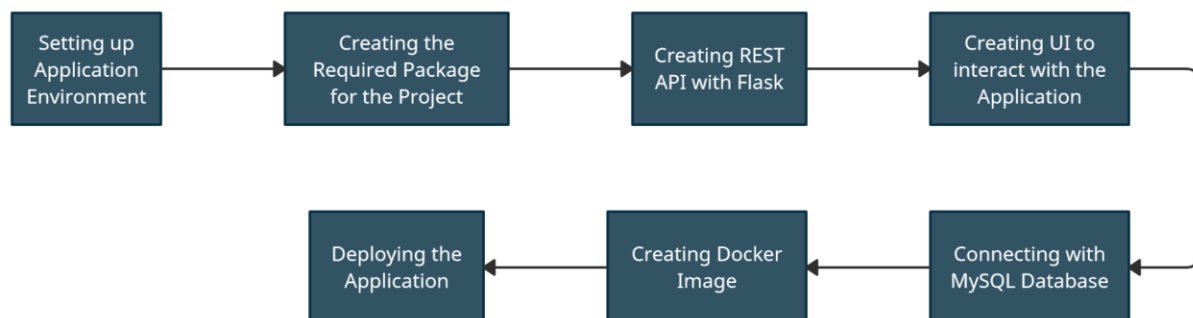 Setting up
Application
Environment
Creating the
Required Package
for the Project
Creating REST
API with Flask
Creating UI to
interact with the
Application
Connecting with
MySQL Database
Creating Docker
Image
Deploying the
Application